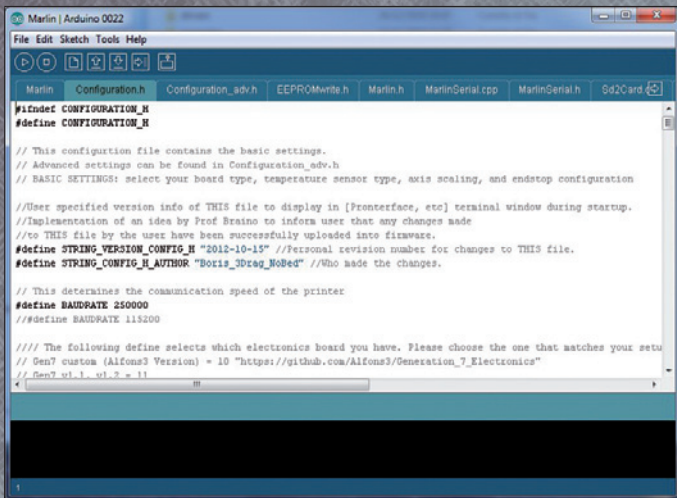 Marlin | Arduino 0022
File Edit Sketch Tools Help
Marlin Configuration.h Configuration_adv.h EEPROMwrite.h Marlin.h MarlinSerial.cpp MarlinSerial.h Sd2Card.c
#ifndef CONFIGURATION_H
#define CONFIGURATION_H
// This configurtion file contains the basic settings.
// Advanced settings can be found in Configuration_adv.h
// BASIC SETTINGS: select your board type, temperature sensor type, axis scaling, and endstop configuration
//User specified version info of THIS file to display in [Pronterface, etc] terminal window during startup.
//Implementation of an idea by Prof Braino to inform user that any changes made
//to THIS file by the user have been successfully uploaded into firmware.
#define STRING_VERSION_CONFIG_H "2012-10-15" //Personal revision number for changes to THIS file.
#define STRING_CONFIG_H_AUTHOR "Boris_3Drag_NoBed" //Who made the changes.
// This determines the communication speed of the printer
#define BAUDRATE 250000
//#define BAUDRATE 115200
//// The following define selects which electronics board you have. Please choose the one that matches your setu
// Gen7 custom (Alfons3 Version) = 10 "https://github.com/Alfons3/Generation_7_Electronics"
// Gen7 v1.1, v1.2 = 11
1